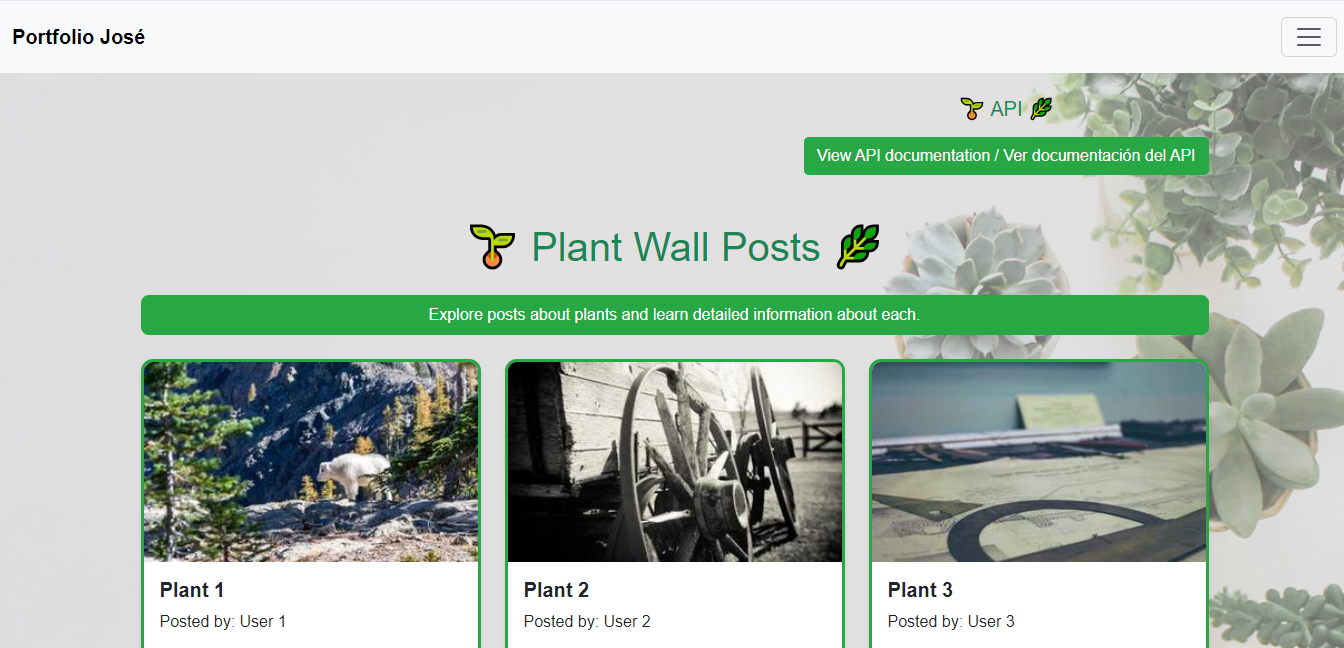 Portfolio José
API
View API documentation / Ver documentación del API
Plant Wall Posts
Explore posts about plants and learn detailed information about each.
Plant 1
Posted by: User 1
Plant 2
Posted by: User 2
Plant 3
Posted by: User 3